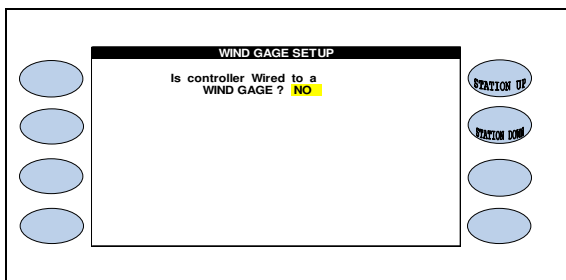 WIND GAGE SETUP
Is controller Wired to a
WIND GAGE ? NO
STATION UP
STATION DOWN